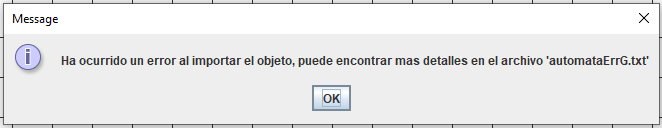 Message
Ha ocurrido un error al importar el objeto, puede encontrar mas detalles en el archivo 'automataErrG.txt'
OK